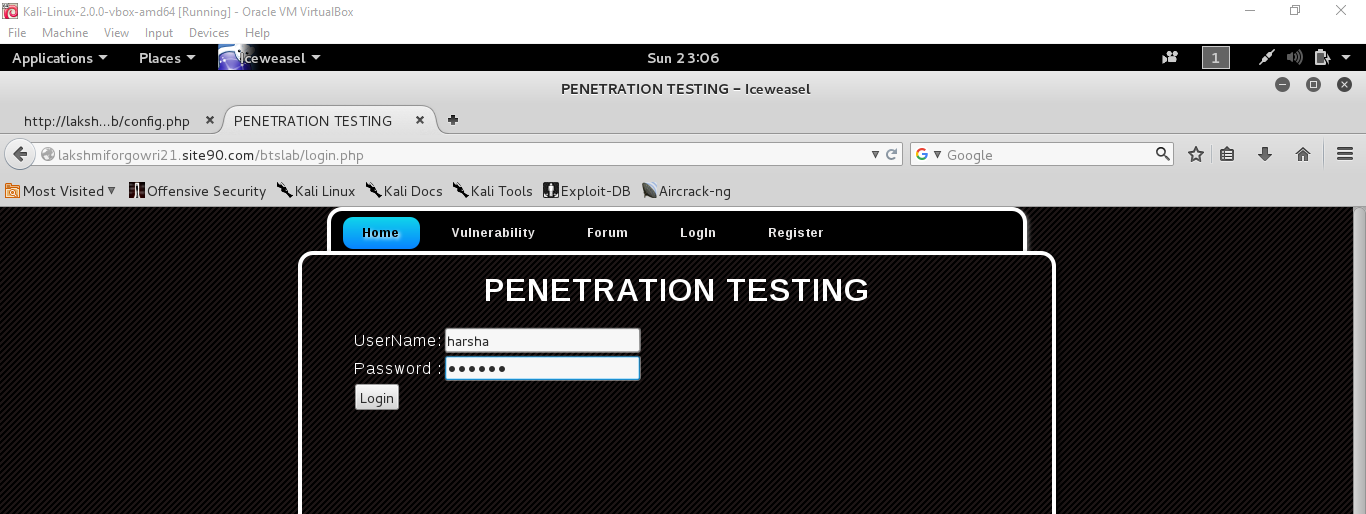 Kali-Linux-2.0.0-vbox-amd64 [Running] - Oracle VM VirtualBox
File Machine View Input Devices Help
Applications Places Iceweasel Sun 23:06 1
PENETRATION TESTING - Iceweasel
http://laksh...b/config.php PENETRATION TESTING
lakshmiforgowri21.site90.com/btslab/login.php Google
Most Visited Offensive Security Kali Linux Kali Docs Kali Tools Exploit-DB Aircrack-ng
Home Vulnerability Forum LogIn Register
PENETRATION TESTING
UserName: harsha
Password : ●●●●●●
Login